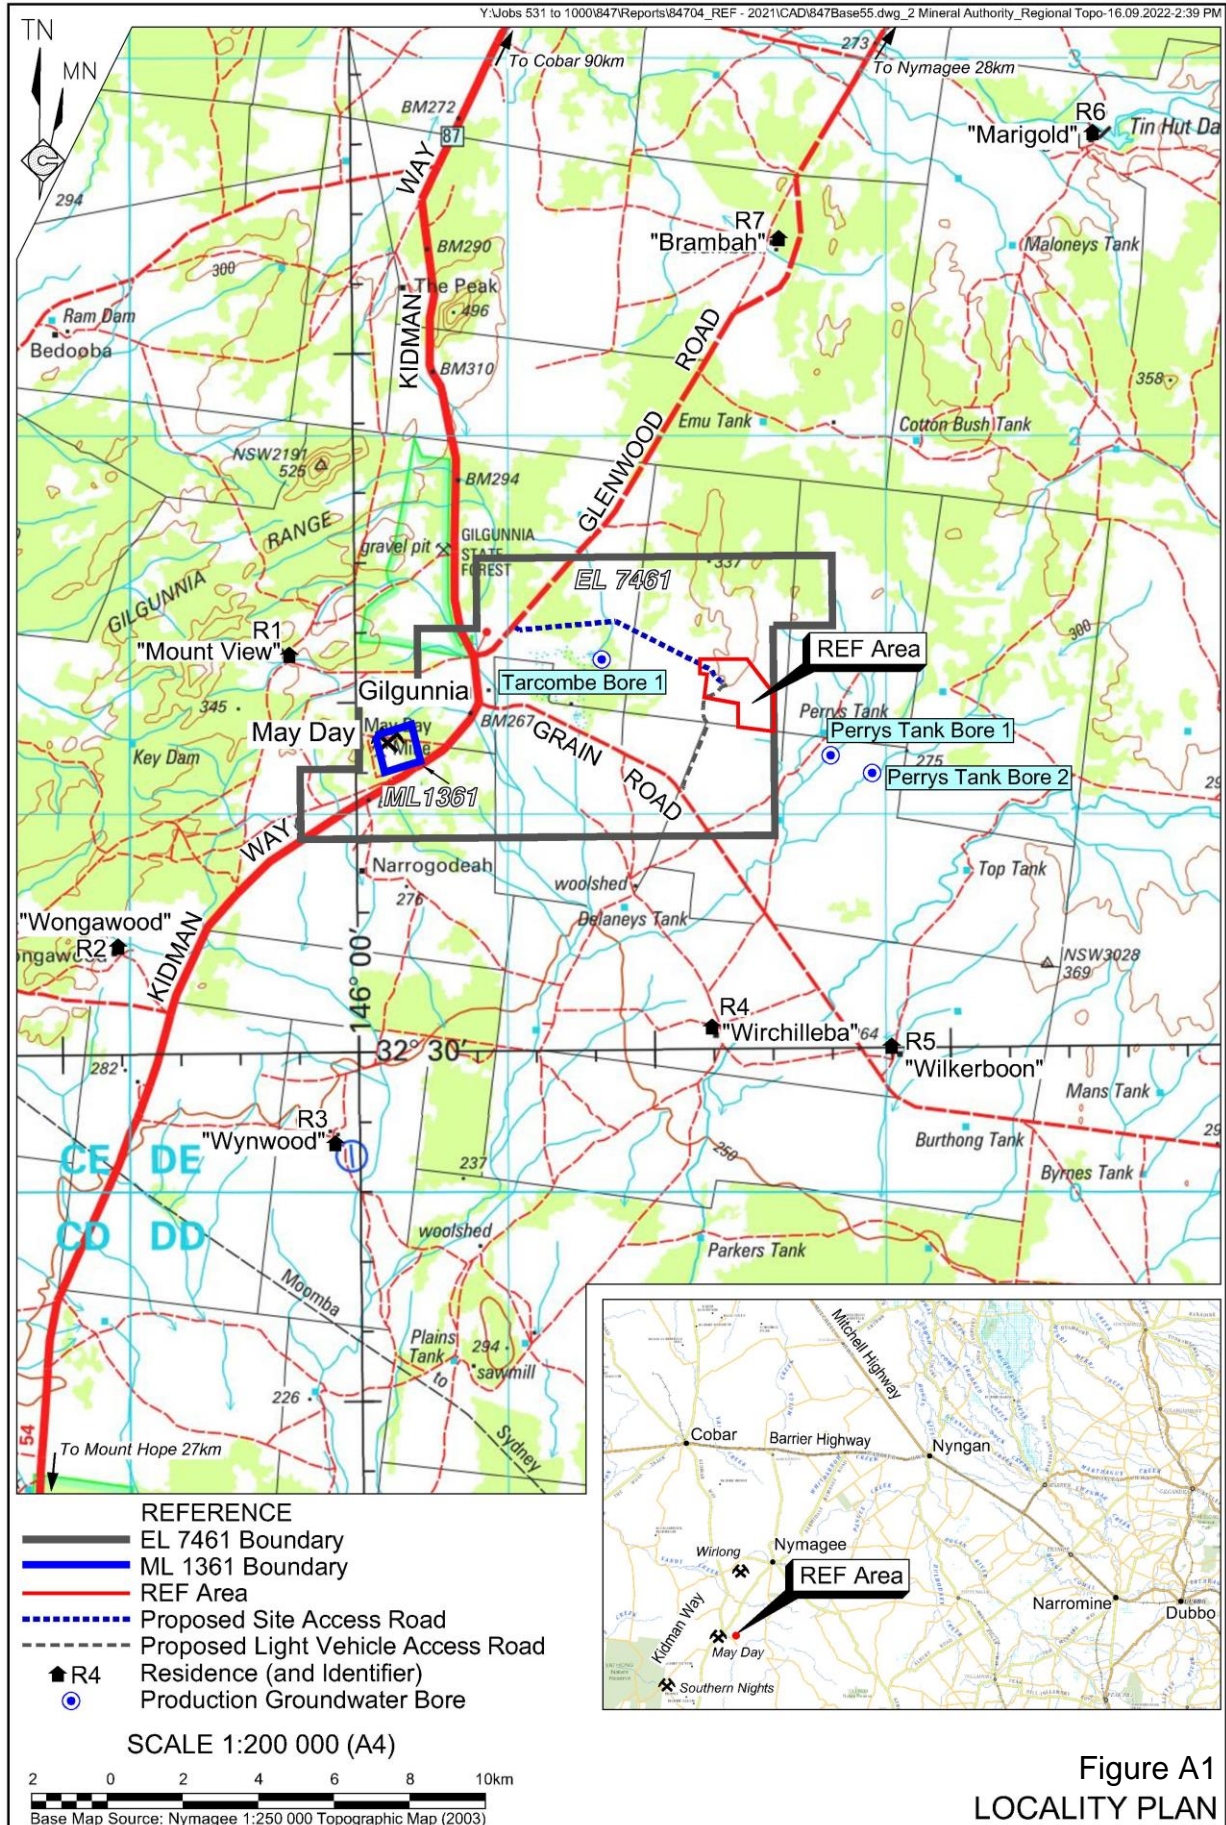 Y:\Jobs 531 to 1000\847\Reports\84704_REF - 2021\CAD\847Base55.dwg_2 Mineral Authority_Regional Topo-16.09.2022-2:39 PM
TN
MN
To Cobar 90km
273
To Nymagee 28km
3
BM272
87
R6
"Marigold"
Tin Hut Da
WAY
294
R7
"Brambah"
BM290
Maloneys Tank
300
The Peak
496
Ram Dam
Bedooba
KIDMAN
ROAD
BM310
358
Emu Tank
Cotton Bush Tank
2
NSW2191
525
GLENWOOD
BM294
RANGE
gravel pit
GILGUNNIA
STATE
FOREST
337
EL 7461
GILGUNNIA
R1
"Mount View"
300
REF Area
Tarcombe Bore 1
Gilgunnia
345
BM267
Perrys Tank
May Day
May Day
Mine
GRAIN
Perrys Tank Bore 1
Key Dam
275
Perrys Tank Bore 2
ROAD
ML1361
WAY
Narrogodeah
Top Tank
woolshed
276
Delaneys Tank
"Wongawood"
R2
ongawood
KIDMAN
NSW3028
369
146° 00'
R4
"Wirchilleba"
64
R5
"Wilkerboon"
32° 30'
282
Mans Tank
R3
"Wynwood"
Burthong Tank
29
250
CE DE
237
Byrnes Tank
0
CD DD
woolshed
Parkers Tank
Moomba
Plains
Tank
294
to
sawmill
226
Sydney
54
To Mount Hope 27km
Mitchell Highway
Cobar
Barrier Highway
Nyngan
Wirlong
Nymagee
REF Area
Narromine
Dubbo
Kidman Way
May Day
Southern Nights
REFERENCE
EL 7461 Boundary
ML 1361 Boundary
REF Area
Proposed Site Access Road
Proposed Light Vehicle Access Road
R4 Residence (and Identifier)
Production Groundwater Bore
SCALE 1:200 000 (A4)
2 0 2 4 6 8 10km
Base Map Source: Nymagee 1:250 000 Topographic Map (2003)
Figure A1
LOCALITY PLAN